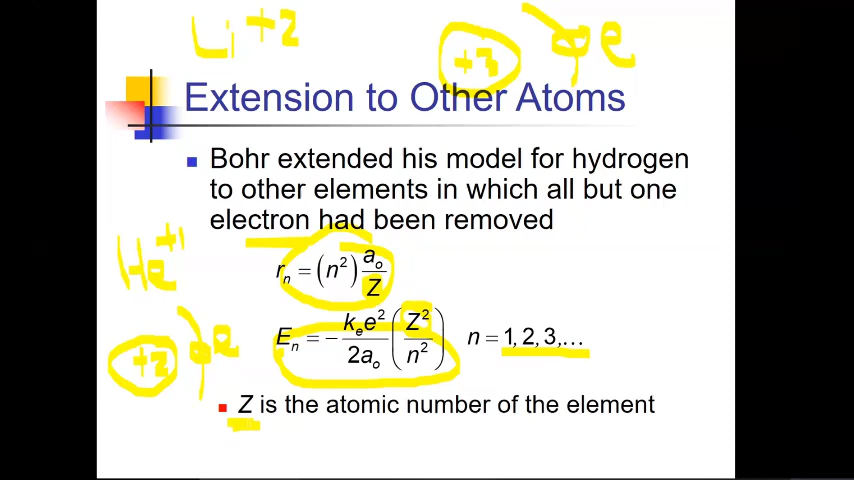 Li+2
+3 e
Extension to Other Atoms
Bohr extended his model for hydrogen
to other elements in which all but one
electron had been removed
He+1
rₙ = (n²) aₒ/Z
Eₙ = − kₑe²/2aₒ (Z²/n²) n = 1, 2, 3,…
+2 e
Z is the atomic number of the element